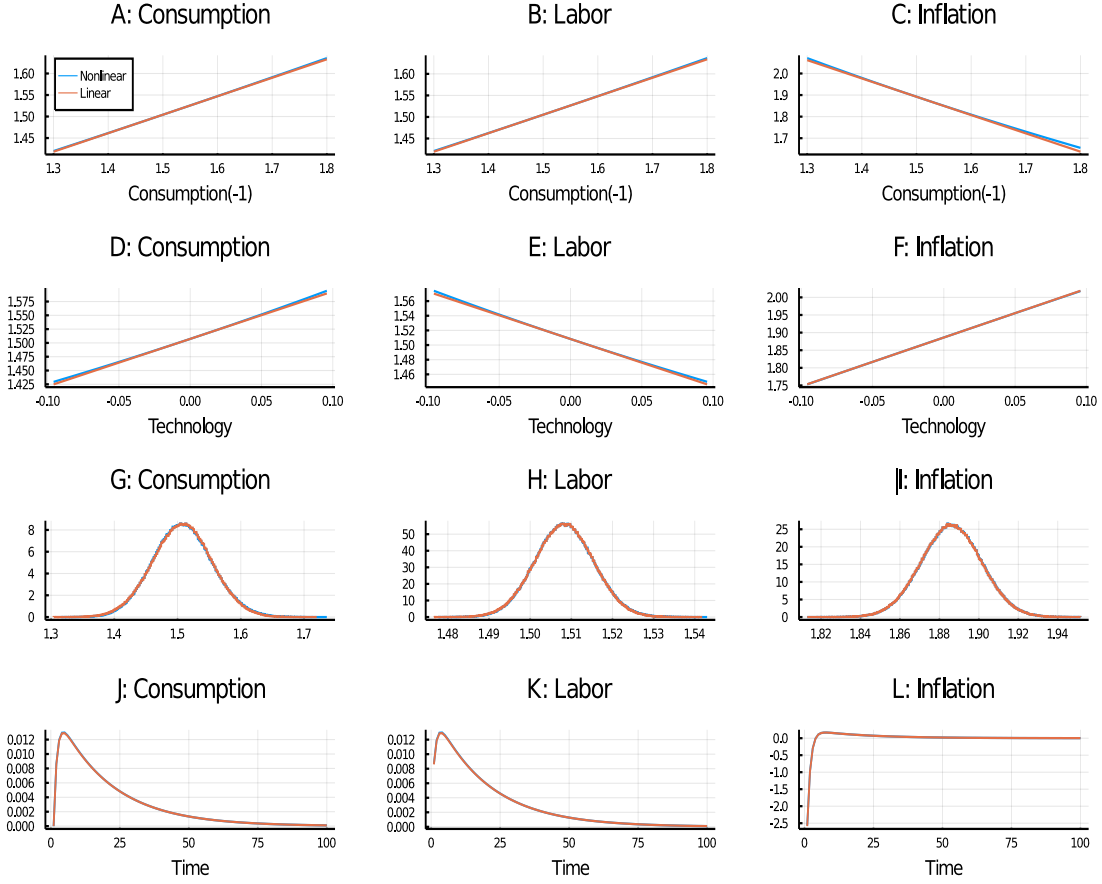 A: Consumption
B: Labor
C: Inflation
1.60
1.55
1.50
1.45
Nonlinear
Linear
1.3 1.4 1.5 1.6 1.7 1.8
Consumption(-1)
1.60
1.55
1.50
1.45
1.3 1.4 1.5 1.6 1.7 1.8
Consumption(-1)
2.0
1.9
1.8
1.7
1.3 1.4 1.5 1.6 1.7 1.8
Consumption(-1)
D: Consumption
E: Labor
F: Inflation
1.575
1.550
1.525
1.500
1.475
1.450
1.425
-0.10 -0.05 0.00 0.05 0.10
Technology
1.56
1.54
1.52
1.50
1.48
1.46
-0.10 -0.05 0.00 0.05 0.10
Technology
2.00
1.95
1.90
1.85
1.80
1.75
-0.10 -0.05 0.00 0.05 0.10
Technology
G: Consumption
H: Labor
I: Inflation
8
6
4
2
0
1.3 1.4 1.5 1.6 1.7
50
40
30
20
10
0
1.48 1.49 1.50 1.51 1.52 1.53 1.54
25
20
15
10
5
0
1.82 1.84 1.86 1.88 1.90 1.92 1.94
J: Consumption
K: Labor
L: Inflation
0.012
0.010
0.008
0.006
0.004
0.002
0.000
0 25 50 75 100
Time
0.012
0.010
0.008
0.006
0.004
0.002
0.000
0 25 50 75 100
Time
0.0
-0.5
-1.0
-1.5
-2.0
-2.5
0 25 50 75 100
Time